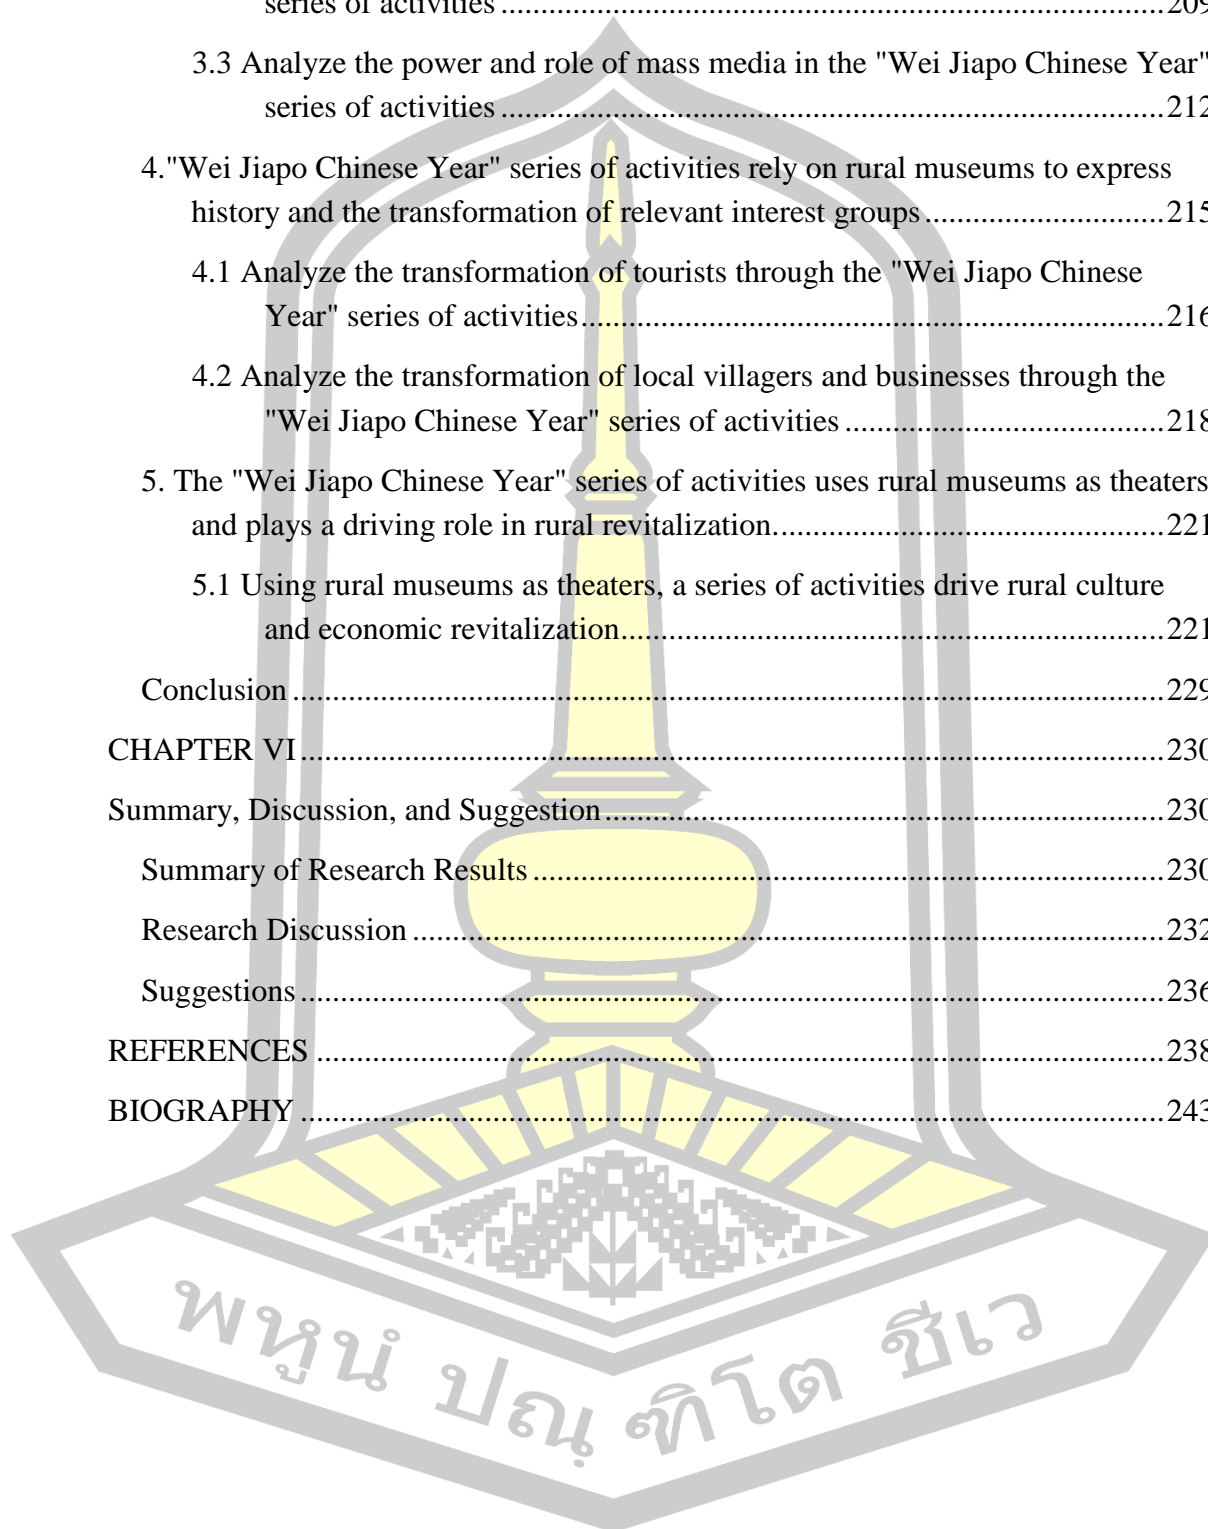 series of activities ........ 209
3.3 Analyze the power and role of mass media in the "Wei Jiapo Chinese Year"
series of activities ........ 212
4."Wei Jiapo Chinese Year" series of activities rely on rural museums to express
history and the transformation of relevant interest groups ........ 215
4.1 Analyze the transformation of tourists through the "Wei Jiapo Chinese
Year" series of activities ........ 216
4.2 Analyze the transformation of local villagers and businesses through the
"Wei Jiapo Chinese Year" series of activities ........ 218
5. The "Wei Jiapo Chinese Year" series of activities uses rural museums as theaters
and plays a driving role in rural revitalization. ........ 221
5.1 Using rural museums as theaters, a series of activities drive rural culture
and economic revitalization ........ 221
Conclusion ........ 229
CHAPTER VI ........ 230
Summary, Discussion, and Suggestion ........ 230
Summary of Research Results ........ 230
Research Discussion ........ 232
Suggestions ........ 236
REFERENCES ........ 238
BIOGRAPHY ........ 243
พหูนํ ปณฺฑิโต ชีเว